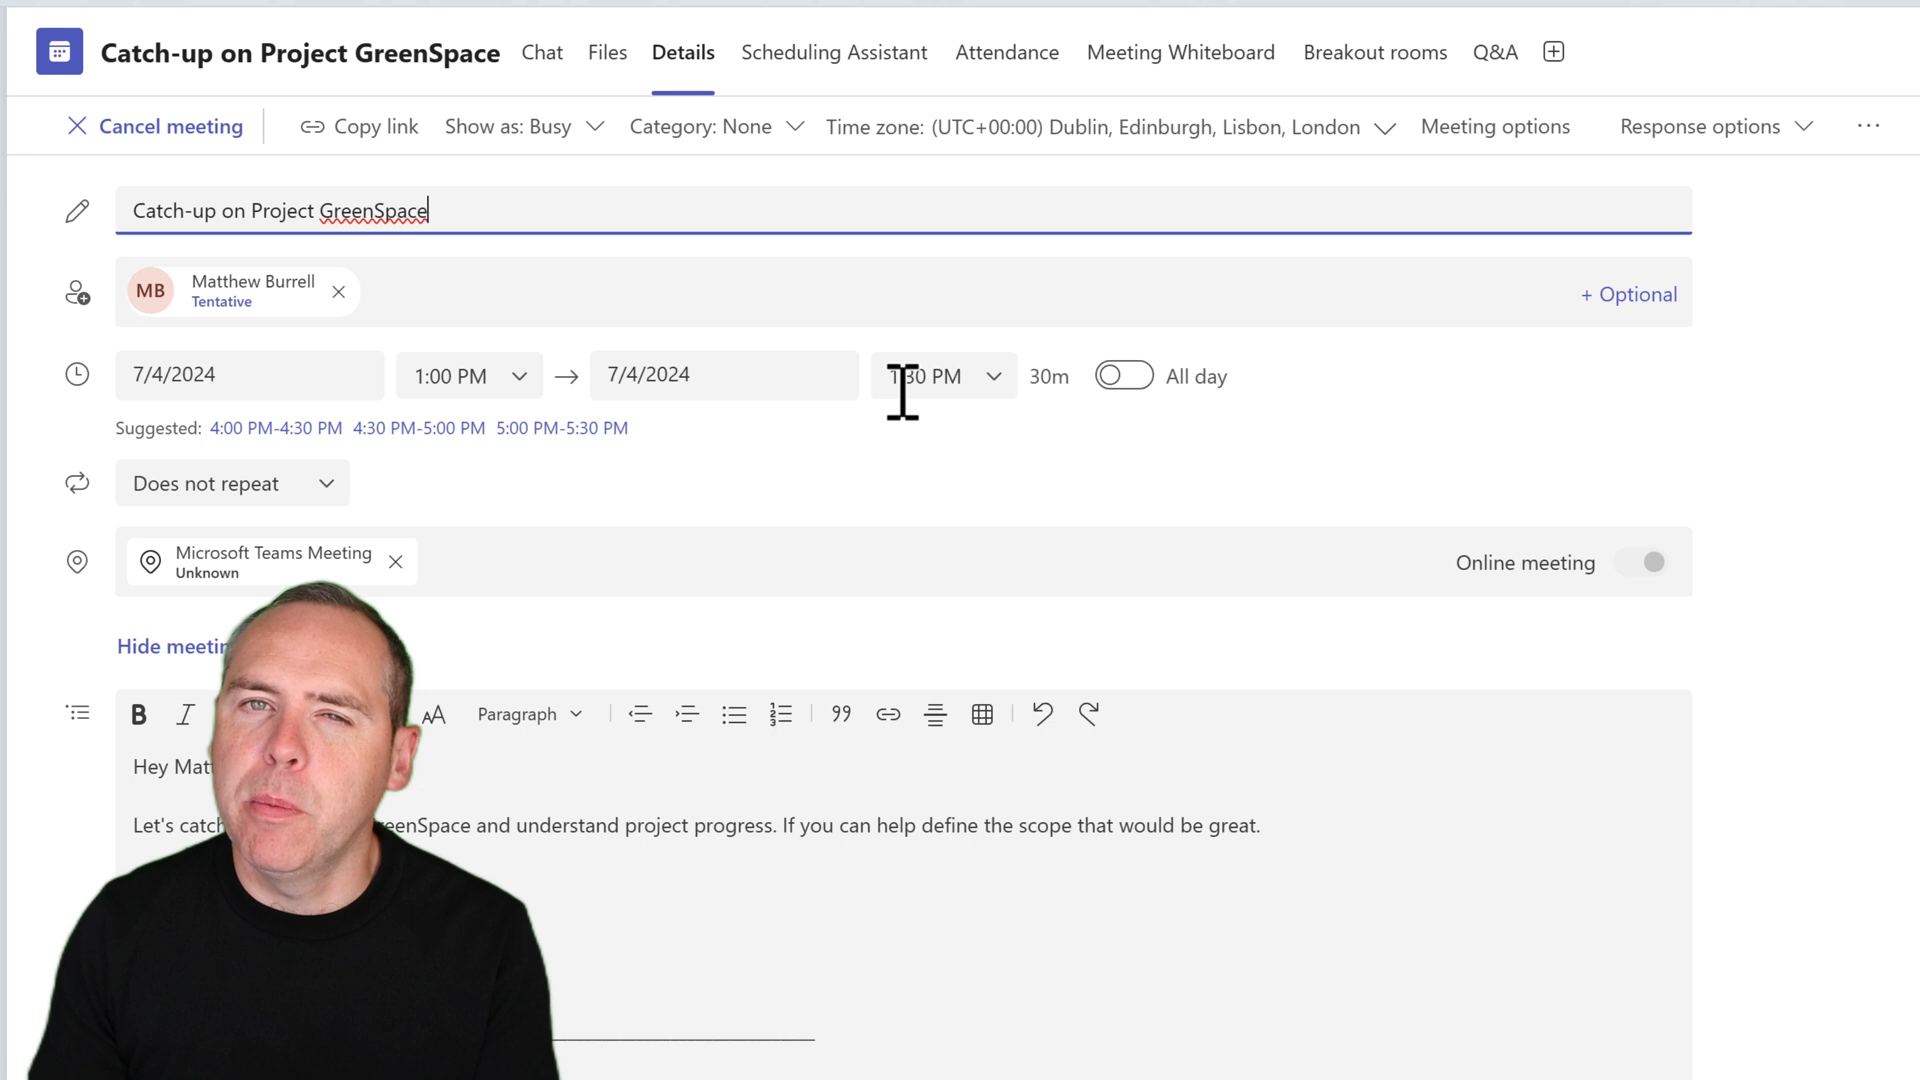 Catch-up on Project GreenSpace Chat Files Details Scheduling Assistant Attendance Meeting Whiteboard Breakout rooms Q&A
Cancel meeting Copy link Show as: Busy Category: None Time zone: (UTC+00:00) Dublin, Edinburgh, Lisbon, London Meeting options Response options ...
Catch-up on Project GreenSpace
MB Matthew Burrell
Tentative
+ Optional
7/4/2024 1:00 PM → 7/4/2024 1:30 PM 30m All day
Suggested: 4:00 PM-4:30 PM 4:30 PM-5:00 PM 5:00 PM-5:30 PM
Does not repeat
Microsoft Teams Meeting
Unknown
Online meeting
Hide
B I AA Paragraph
Hey
Let's and understand project progress. If you can help define the scope that would be great.